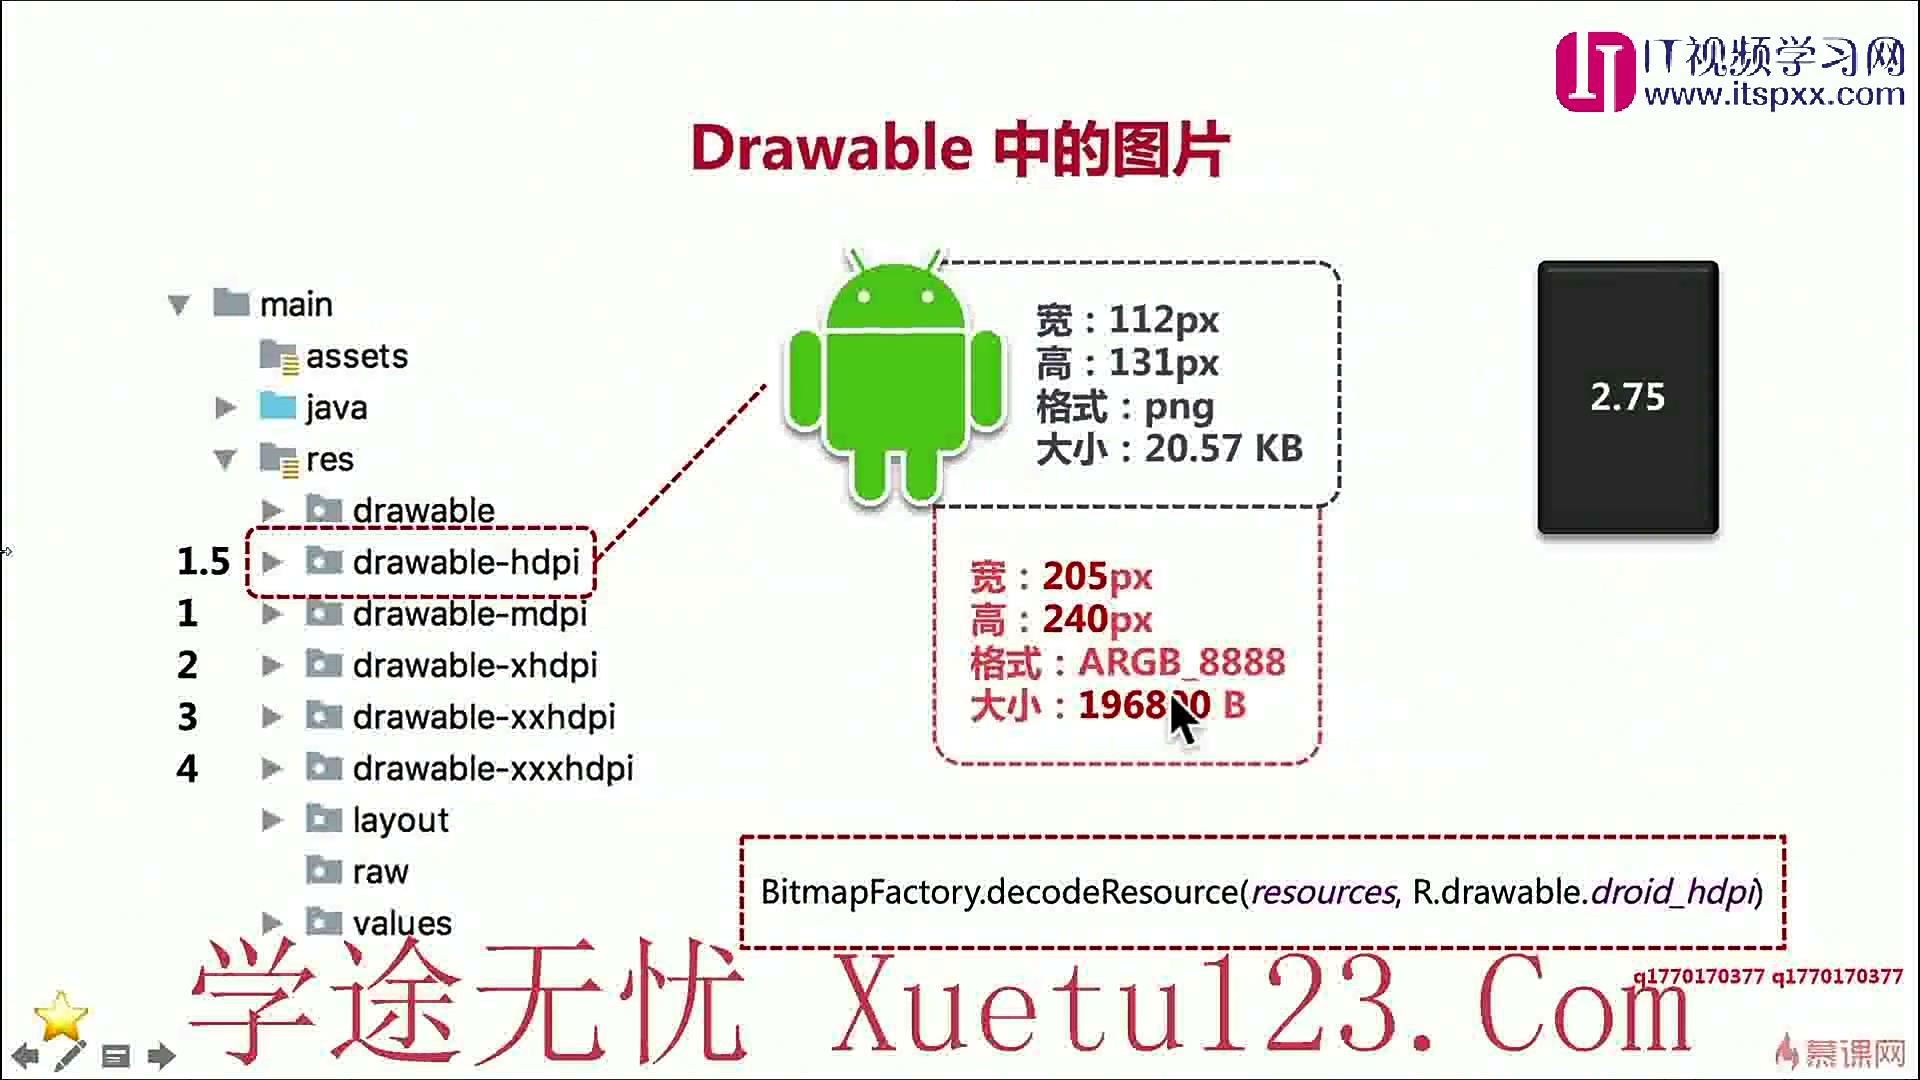 IT视频学习网
www.itspxx.com
Drawable 中的图片
main
assets
java
res
drawable
1.5 drawable-hdpi
1 drawable-mdpi
2 drawable-xhdpi
3 drawable-xxhdpi
4 drawable-xxxhdpi
layout
raw
values
宽：112px
高：131px
格式：png
大小：20.57 KB
2.75
宽：205px
高：240px
格式：ARGB_8888
大小：196800 B
BitmapFactory.decodeResource(resources, R.drawable.droid_hdpi)
学途无忧 Xuetu123.Com
q1770170377 q1770170377
慕课网